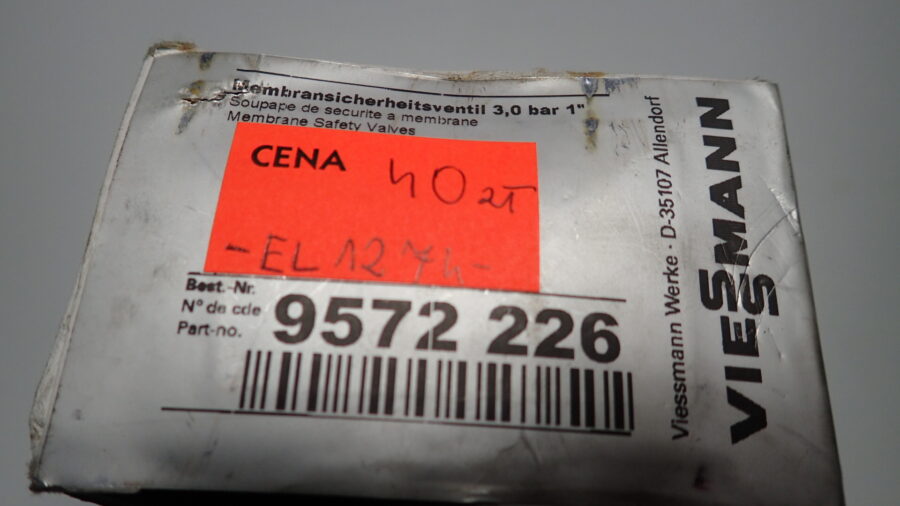 Membransicherheitsventil 3,0 bar 1"
Soupape de securite a membrane
Membrane Safety Valves
CENA 40 zł
-EL 1274-
Best.-Nr.
N° de cde
Part-no.
9572 226
Viessmann Werke · D-35107 Allendorf
VIESSMANN